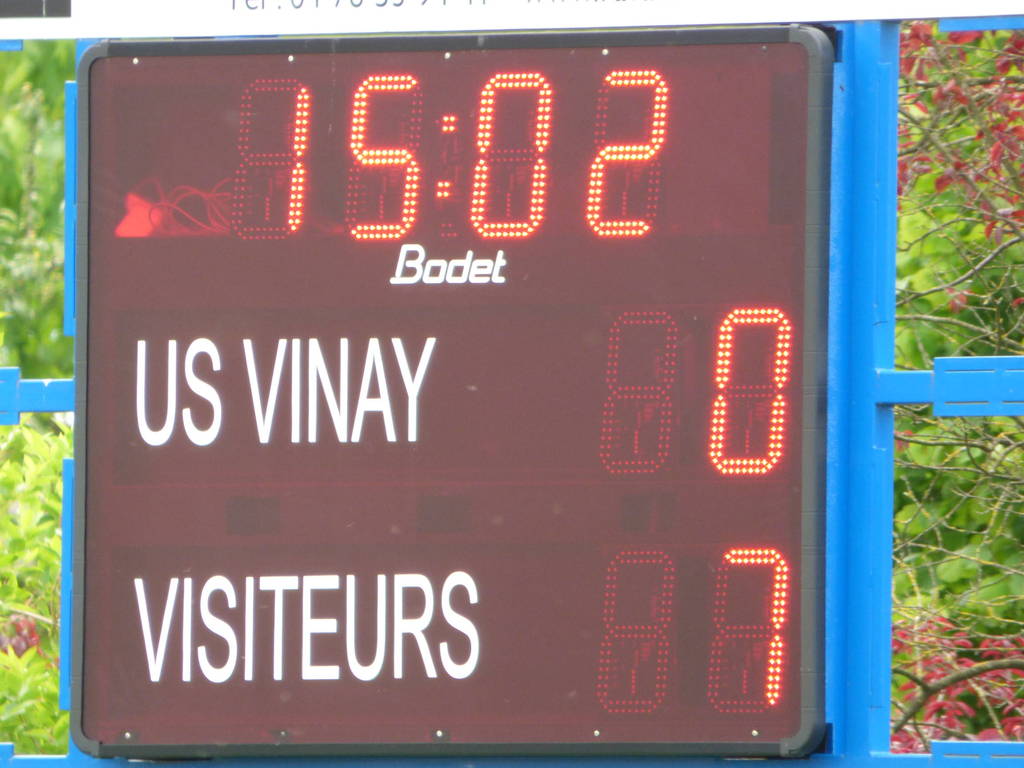 15:02
Bodet
US VINAY 0
VISITEURS 7